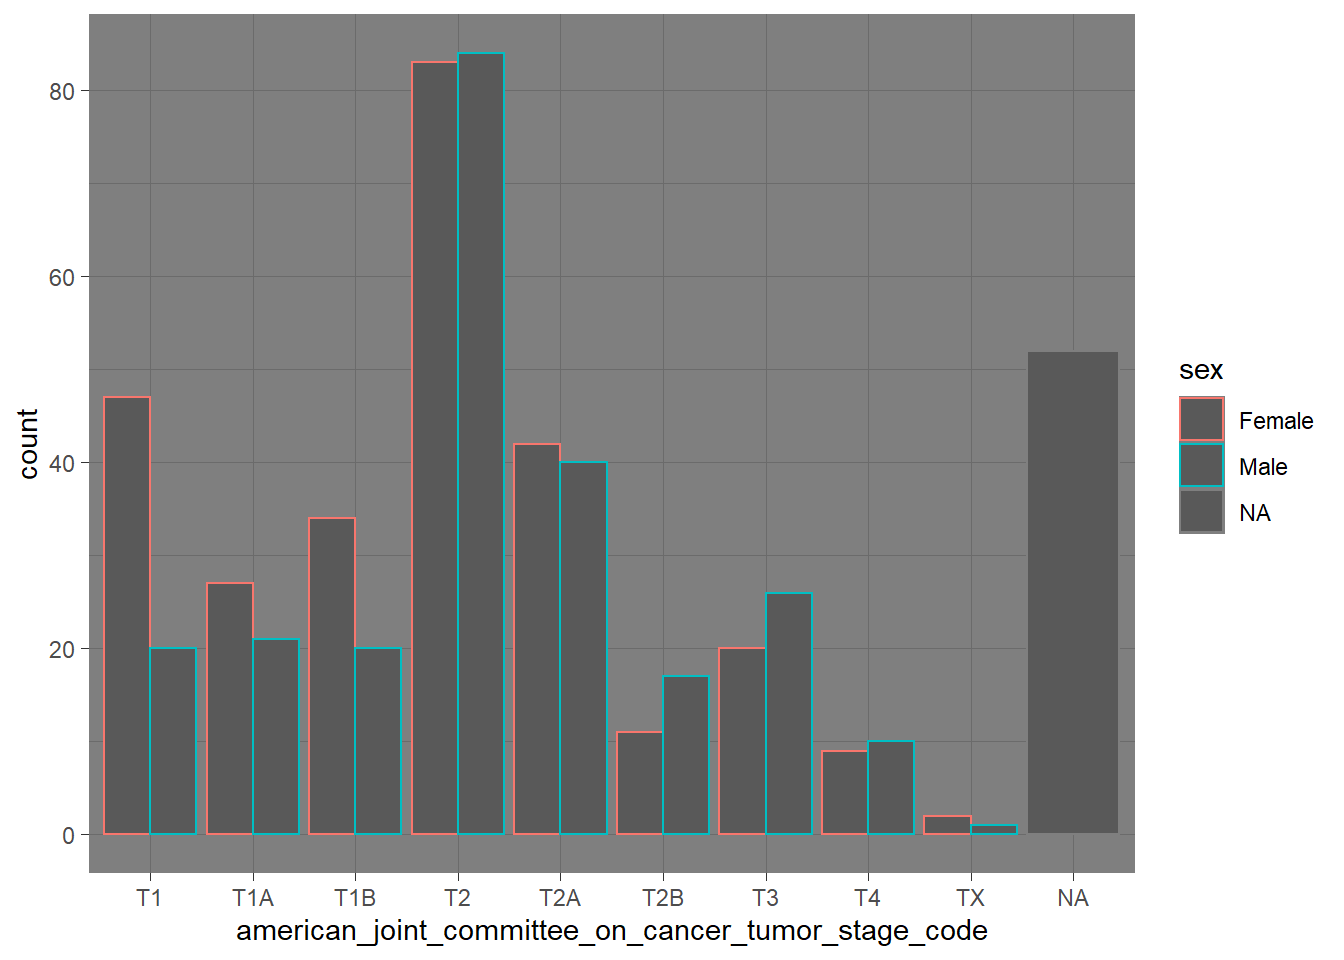 80
60
40
20
0
count
T1 T1A T1B T2 T2A T2B T3 T4 TX NA
american_joint_committee_on_cancer_tumor_stage_code
sex
Female
Male
NA